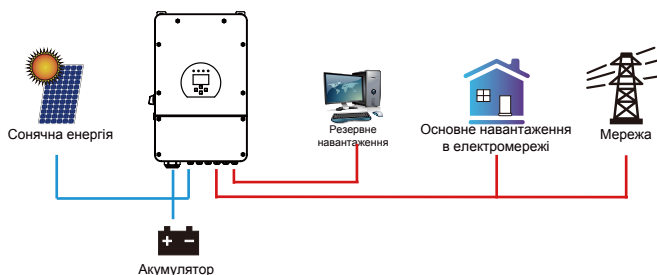 Сонячна енергія
Резервне
навантаження
Основне навантаження
в електромережі
Мережа
Акумулятор